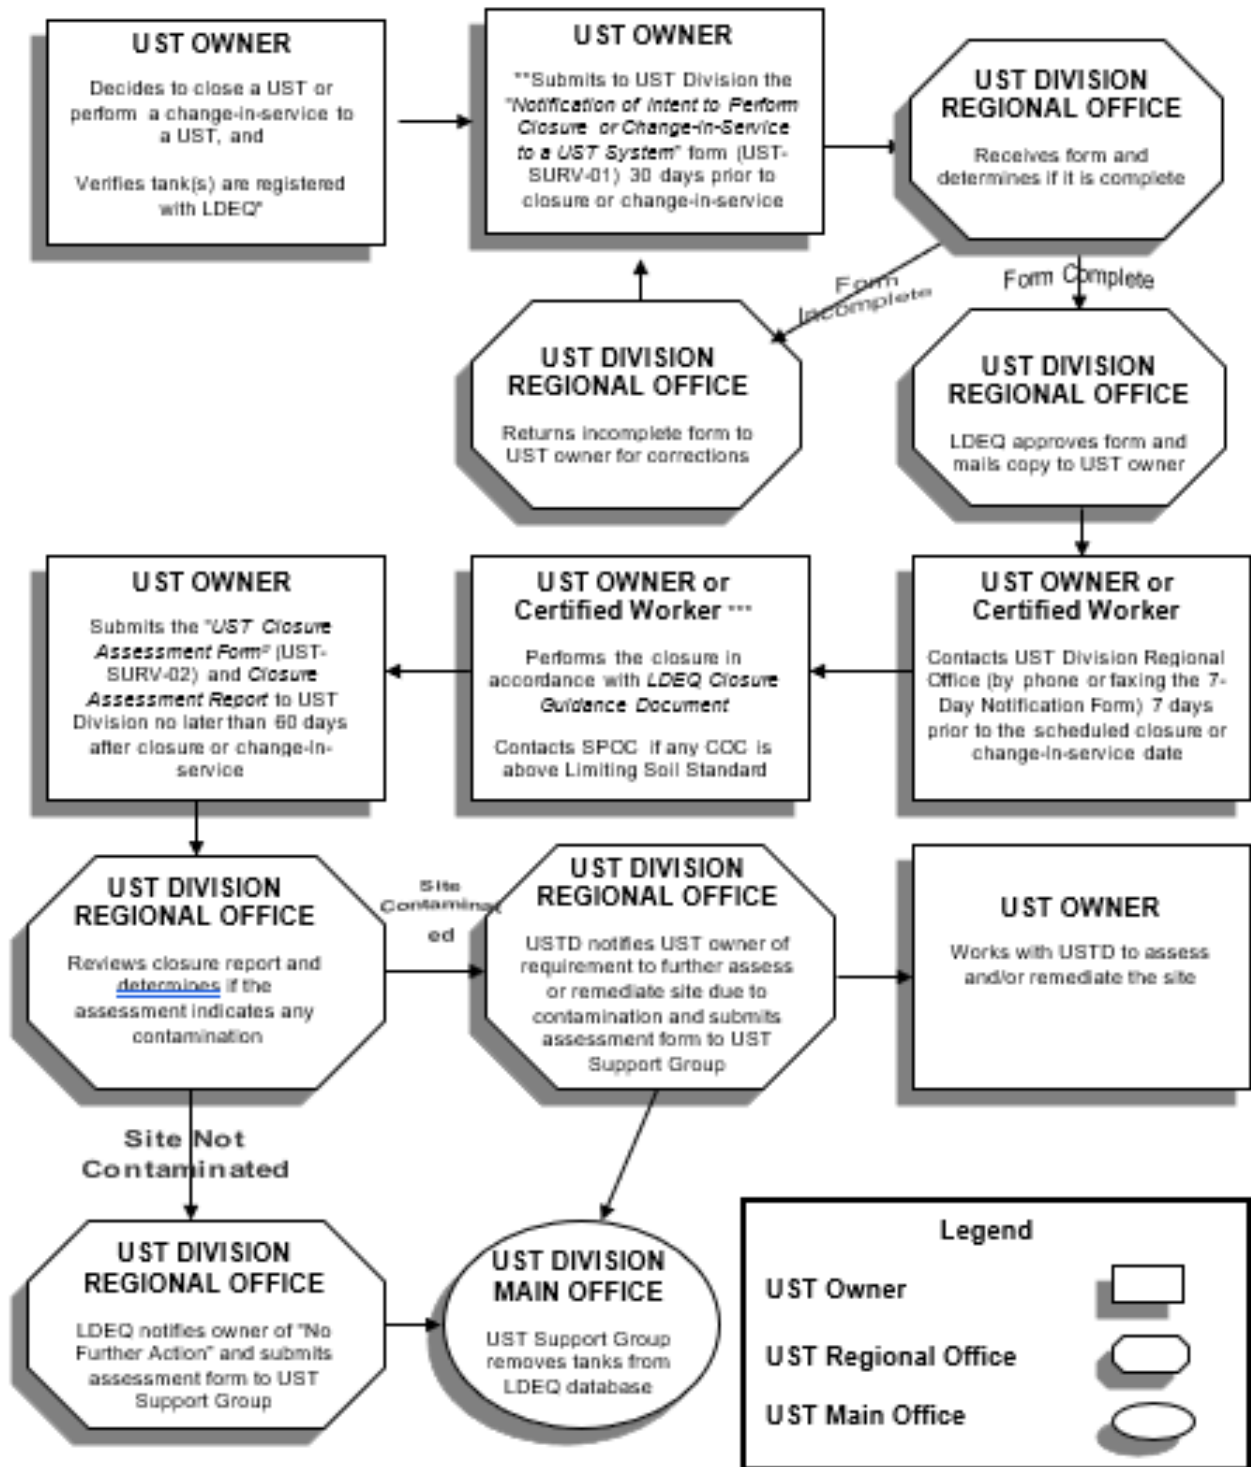 UST OWNER
Decides to close a UST or
perform a change-in-service to
a UST, and
Verifies tank(s) are registered
with LDEQ*
UST OWNER
**Submits to UST Division the
"Notification of Intent to Perform
Closure or Change-in-Service
to a UST System" form (UST-
SURV-01) 30 days prior to
closure or change-in-service
UST DIVISION
REGIONAL OFFICE
Receives form and
determines if it is complete
Form
Incomplete
Form Complete
UST DIVISION
REGIONAL OFFICE
Returns incomplete form to
UST owner for corrections
UST DIVISION
REGIONAL OFFICE
LDEQ approves form and
mails copy to UST owner
UST OWNER or
Certified Worker
Contacts UST Division Regional
Office (by phone or faxing the 7-
Day Notification Form) 7 days
prior to the scheduled closure or
change-in-service date
UST OWNER or
Certified Worker ***
Performs the closure in
accordance with LDEQ Closure
Guidance Document
Contacts SPOC if any COC is
above Limiting Soil Standard
UST OWNER
Submits the "UST Closure
Assessment Form" (UST-
SURV-02) and Closure
Assessment Report to UST
Division no later than 60 days
after closure or change-in-
service
UST DIVISION
REGIONAL OFFICE
Reviews closure report and
determines if the
assessment indicates any
contamination
Site
Contaminat
ed
UST DIVISION
REGIONAL OFFICE
USTD notifies UST owner of
requirement to further assess
or remediate site due to
contamination and submits
assessment form to UST
Support Group
UST OWNER
Works with USTD to assess
and/or remediate the site
Site Not
Contaminated
UST DIVISION
REGIONAL OFFICE
LDEQ notifies owner of "No
Further Action" and submits
assessment form to UST
Support Group
UST DIVISION
MAIN OFFICE
UST Support Group
removes tanks from
LDEQ database
Legend
UST Owner
UST Regional Office
UST Main Office